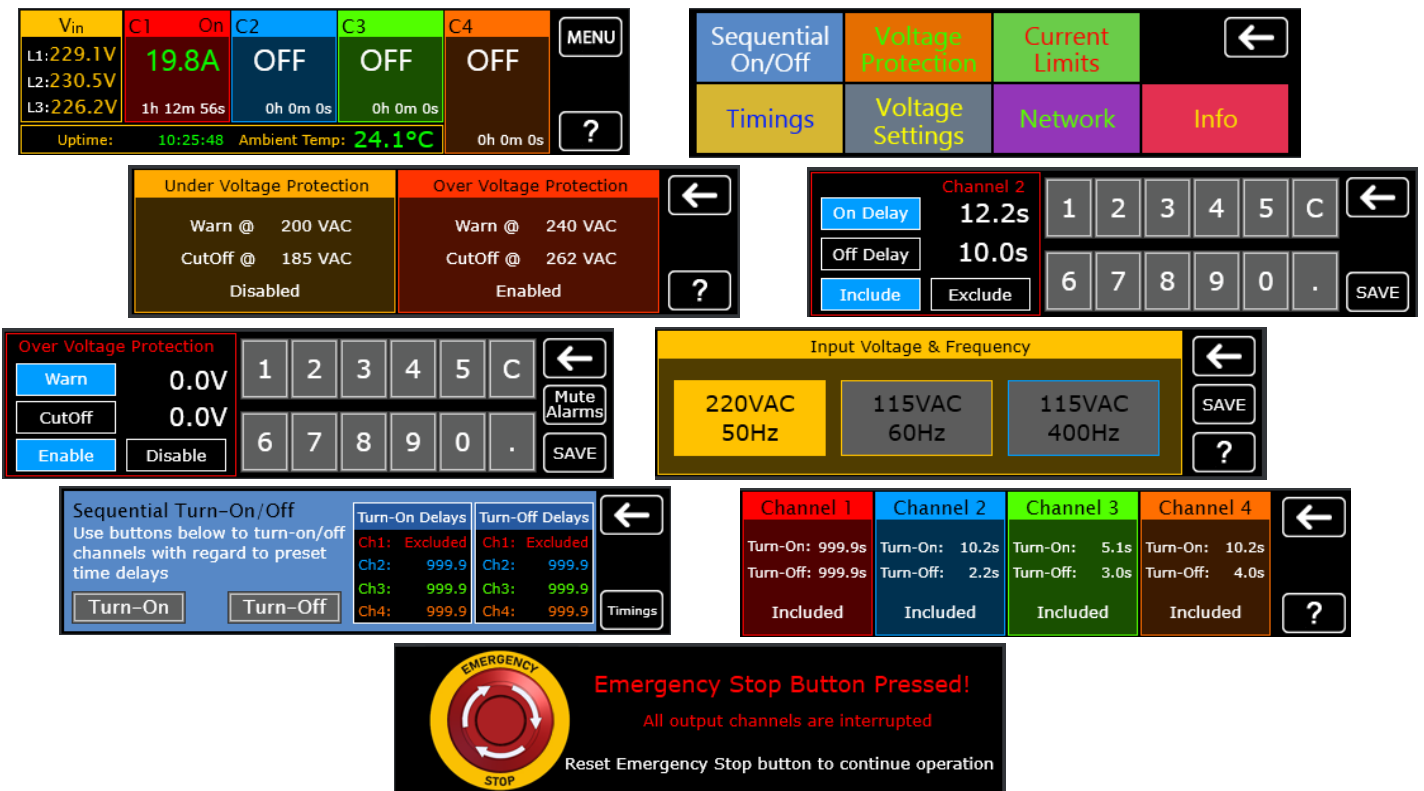 Vin
L1:229.1V
L2:230.5V
L3:226.2V
C1 On
19.8A
1h 12m 56s
C2
OFF
0h 0m 0s
C3
OFF
0h 0m 0s
C4
OFF
0h 0m 0s
Uptime: 10:25:48 Ambient Temp: 24.1°C
MENU
?
Sequential
On/Off
Voltage
Protection
Current
Limits
Timings
Voltage
Settings
Network
Info
Under Voltage Protection
Warn @ 200 VAC
CutOff @ 185 VAC
Disabled
Over Voltage Protection
Warn @ 240 VAC
CutOff @ 262 VAC
Enabled
?
Channel 2
On Delay 12.2s
Off Delay 10.0s
Include Exclude
1 2 3 4 5 C
6 7 8 9 0 .
SAVE
Over Voltage Protection
Warn 0.0V
CutOff 0.0V
Enable Disable
1 2 3 4 5 C
6 7 8 9 0 .
Mute
Alarms
SAVE
Input Voltage & Frequency
220VAC
50Hz
115VAC
60Hz
115VAC
400Hz
SAVE
?
Sequential Turn-On/Off
Use buttons below to turn-on/off
channels with regard to preset
time delays
Turn-On Turn-Off
Turn-On Delays
Ch1: Excluded
Ch2: 999.9
Ch3: 999.9
Ch4: 999.9
Turn-Off Delays
Ch1: Excluded
Ch2: 999.9
Ch3: 999.9
Ch4: 999.9
Timings
Channel 1
Turn-On: 999.9s
Turn-Off: 999.9s
Included
Channel 2
Turn-On: 10.2s
Turn-Off: 2.2s
Included
Channel 3
Turn-On: 5.1s
Turn-Off: 3.0s
Included
Channel 4
Turn-On: 10.2s
Turn-Off: 4.0s
Included
?
EMERGENCY
STOP
Emergency Stop Button Pressed!
All output channels are interrupted
Reset Emergency Stop button to continue operation